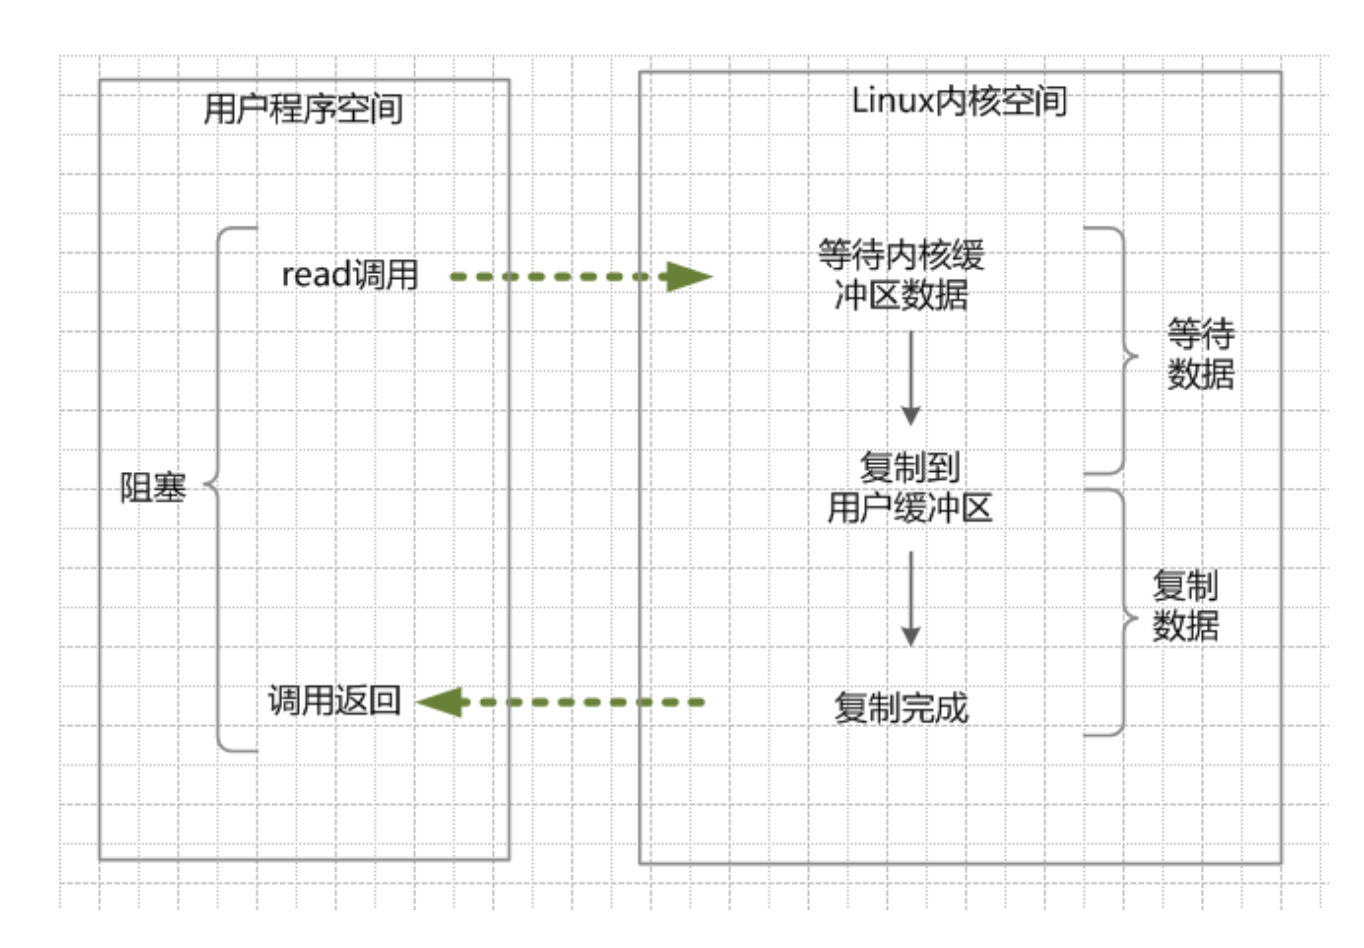 用户程序空间
Linux内核空间
read调用
等待内核缓
冲区数据
等待
数据
阻塞
复制到
用户缓冲区
复制
数据
调用返回
复制完成